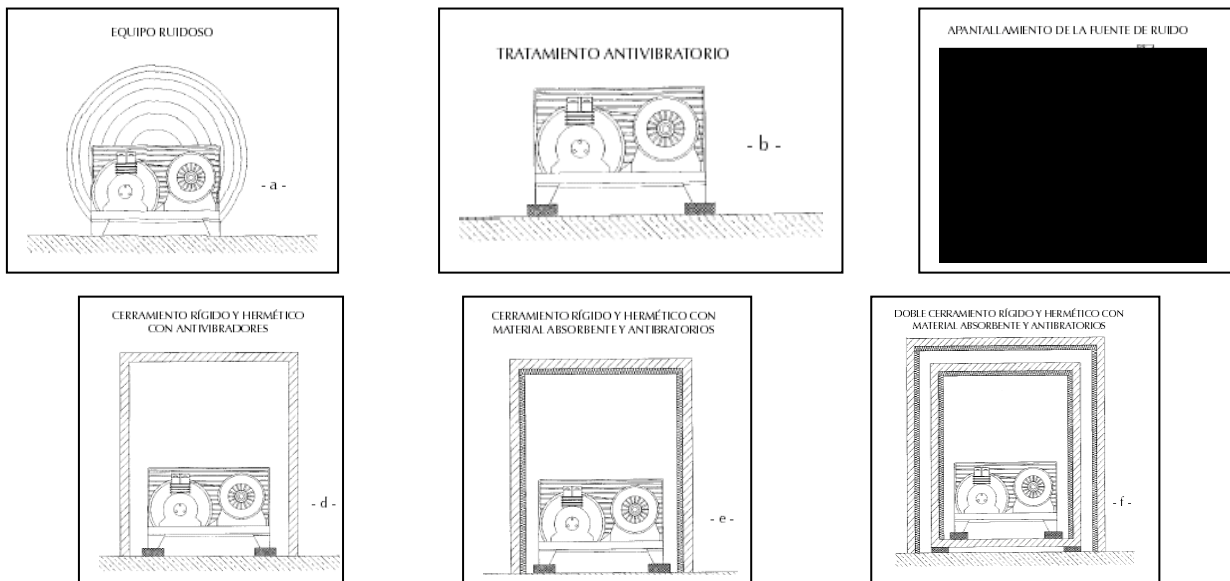 EQUIPO RUIDOSO
- a -
TRATAMIENTO ANTIVIBRATORIO
- b -
APANTALLAMIENTO DE LA FUENTE DE RUIDO
CERRAMIENTO RÍGIDO Y HERMÉTICO
CON ANTIVIBRADORES
- d -
CERRAMIENTO RÍGIDO Y HERMÉTICO CON
MATERIAL ABSORBENTE Y ANTIBRATORIOS
- e -
DOBLE CERRAMIENTO RÍGIDO Y HERMÉTICO CON
MATERIAL ABSORBENTE Y ANTIBRATORIOS
- f -